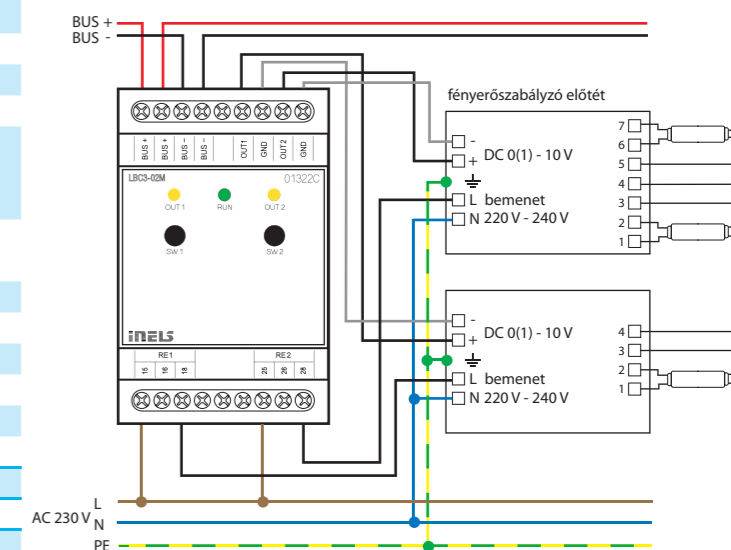 BUS +
BUS -
BUS +
BUS +
BUS –
BUS –
OUT1
GND
OUT2
GND
LBC3-02M
01322C
OUT 1
RUN
OUT 2
SW 1
SW 2
inELS
RE1
RE2
15
16
18
25
26
28
fényerőszabályzó előtét
-
+
DC 0(1) - 10 V
L bemenet
N 220 V - 240 V
7
6
5
4
3
2
1
-
+
DC 0(1) - 10 V
L bemenet
N 220 V - 240 V
4
3
2
1
AC 230 V
L
N
PE